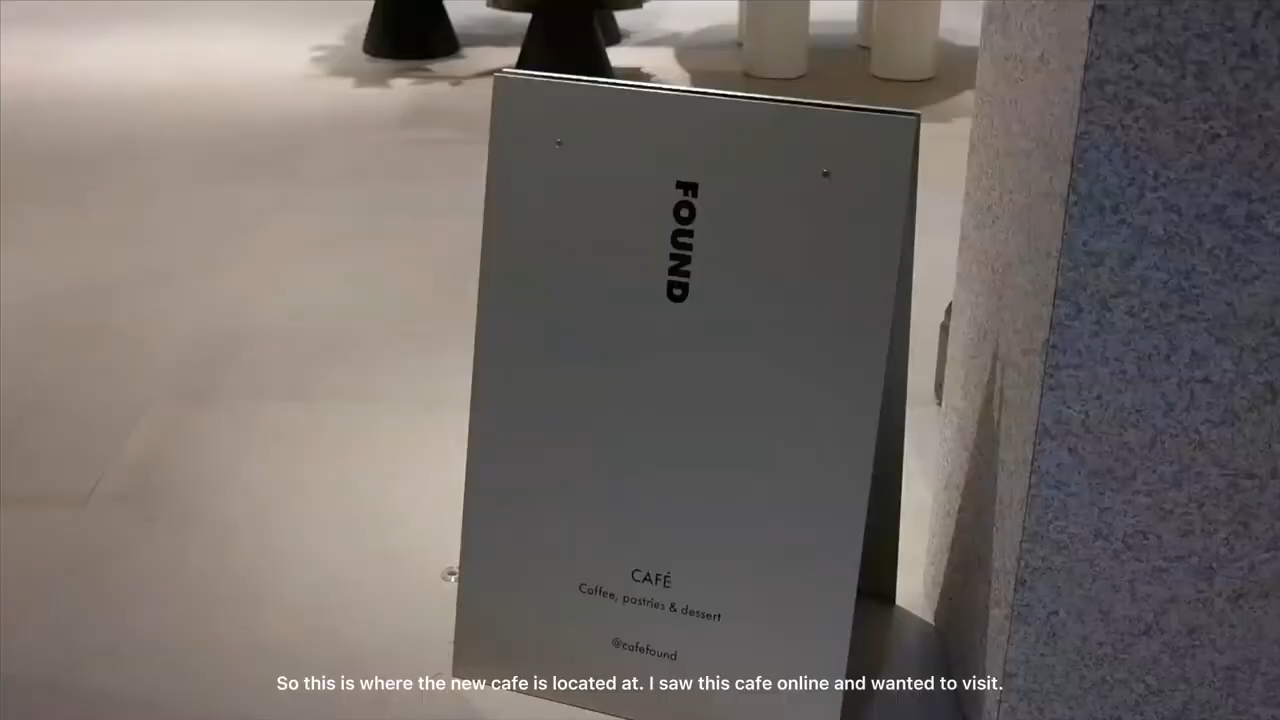 FOUND
CAFÉ
Coffee, pastries & dessert
@cafefound
So this is where the new cafe is located at. I saw this cafe online and wanted to visit.